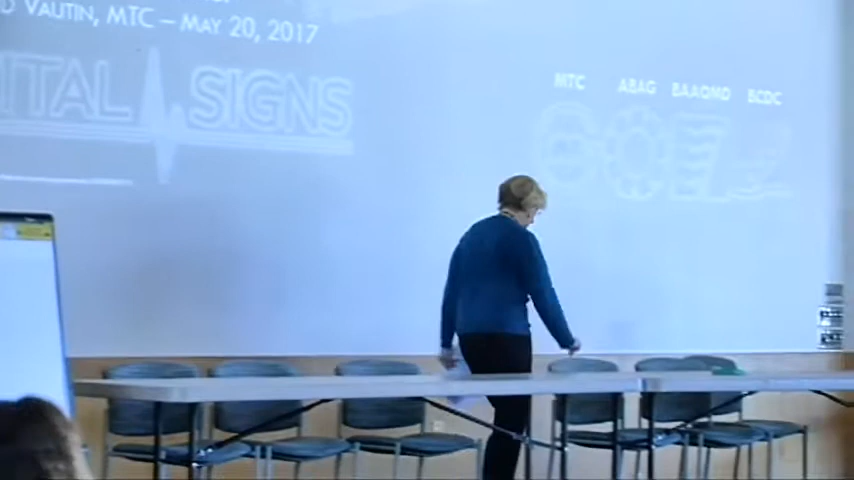 D VAUTIN, MTC – MAY 20, 2017
ITAL SIGNS
MTC ABAG BAAQMD BCDC